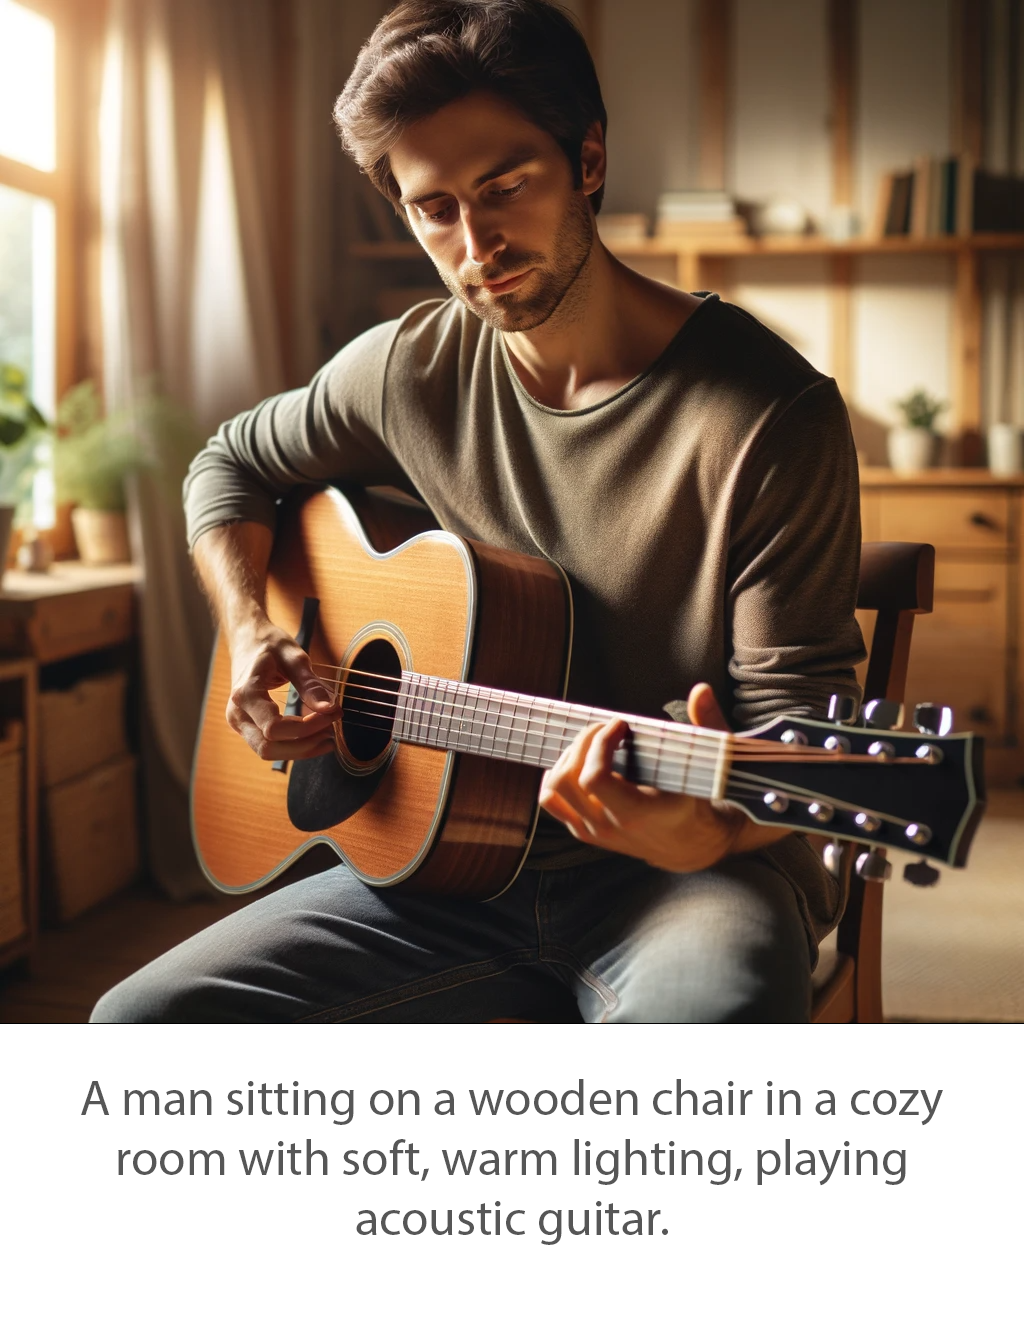 A man sitting on a wooden chair in a cozy
room with soft, warm lighting, playing
acoustic guitar.